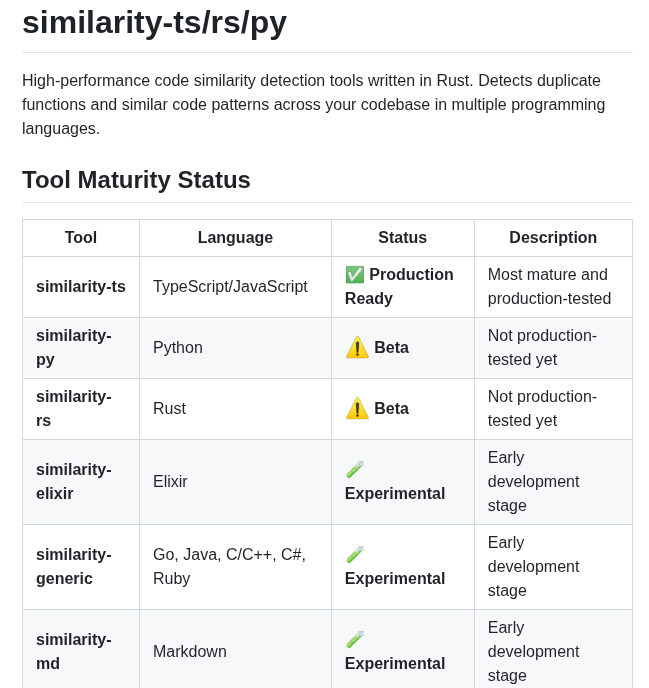 similarity-ts/rs/py
High-performance code similarity detection tools written in Rust. Detects duplicate
functions and similar code patterns across your codebase in multiple programming
languages.
Tool Maturity Status
Tool Language Status Description
similarity-ts TypeScript/JavaScript ✅ Production Ready Most mature and production-tested
similarity-py Python ⚠️ Beta Not production-tested yet
similarity-rs Rust ⚠️ Beta Not production-tested yet
similarity-elixir Elixir 🧪 Experimental Early development stage
similarity-generic Go, Java, C/C++, C#, Ruby 🧪 Experimental Early development stage
similarity-md Markdown 🧪 Experimental Early development stage